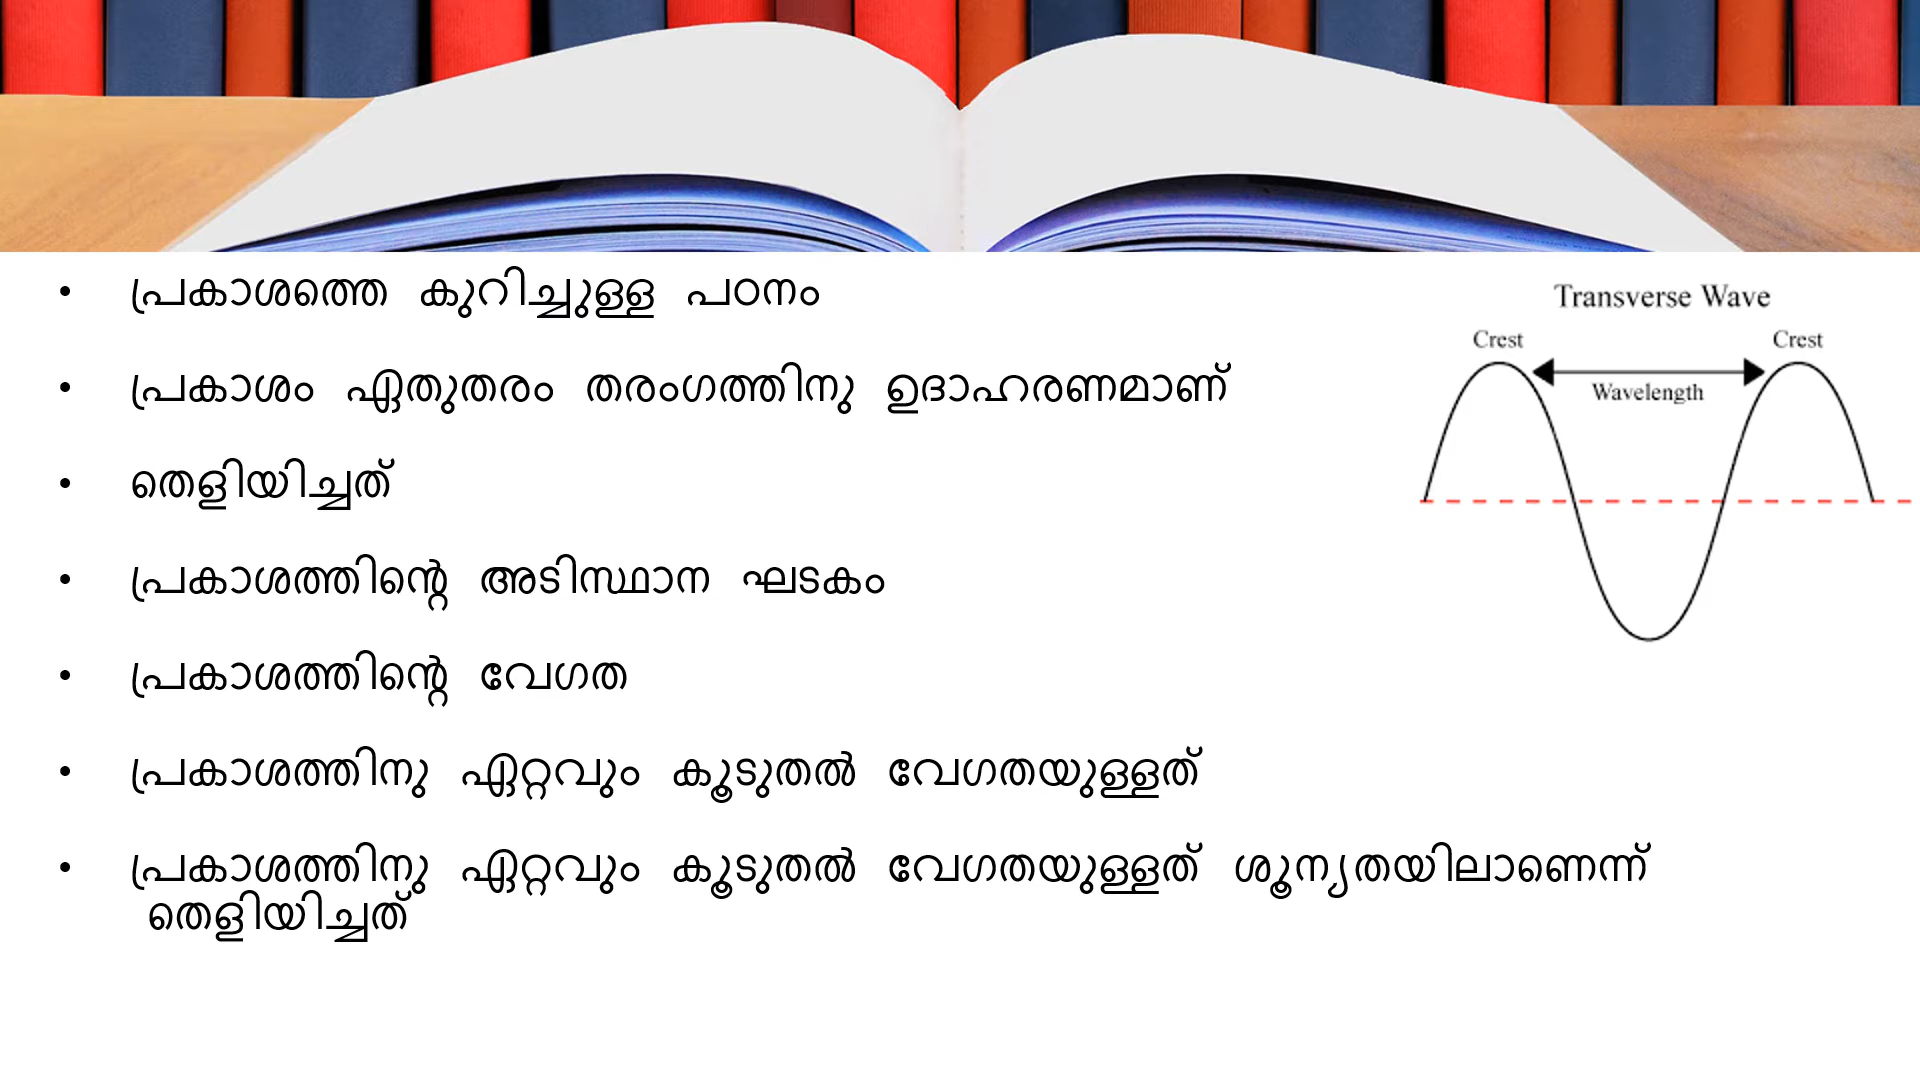 • പ്രകാശത്തെ കുറിച്ചുള്ള പഠനം
• പ്രകാശം ഏതുതരം തരംഗത്തിനു ഉദാഹരണമാണ്
• തെളിയിച്ചത്
• പ്രകാശത്തിന്റെ അടിസ്ഥാന ഘടകം
• പ്രകാശത്തിന്റെ വേഗത
• പ്രകാശത്തിനു ഏറ്റവും കൂടുതൽ വേഗതയുള്ളത്
• പ്രകാശത്തിനു ഏറ്റവും കൂടുതൽ വേഗതയുള്ളത് ശൂന്യതയിലാണെന്ന്
തെളിയിച്ചത്
Transverse Wave
Crest Crest
Wavelength